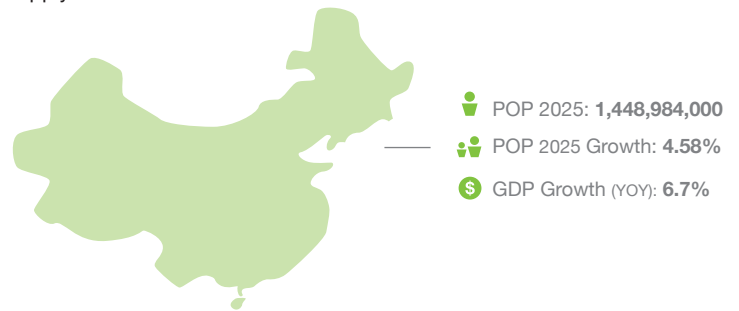 POP 2025: 1,448,984,000
POP 2025 Growth: 4.58%
$ GDP Growth (YOY): 6.7%